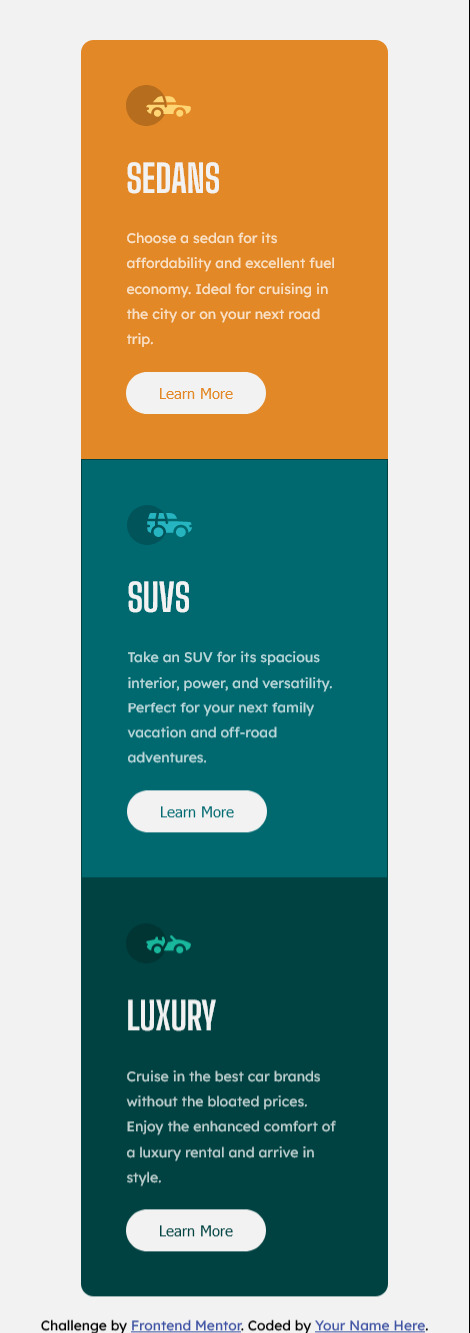 SEDANS
Choose a sedan for its
affordability and excellent fuel
economy. Ideal for cruising in
the city or on your next road
trip.
Learn More
SUVS
Take an SUV for its spacious
interior, power, and versatility.
Perfect for your next family
vacation and off-road
adventures.
Learn More
LUXURY
Cruise in the best car brands
without the bloated prices.
Enjoy the enhanced comfort of
a luxury rental and arrive in
style.
Learn More
Challenge by Frontend Mentor. Coded by Your Name Here.